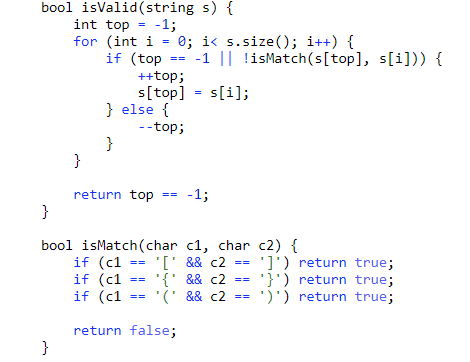 bool isValid(string s) {
    int top = -1;
    for (int i = 0; i< s.size(); i++) {
        if (top == -1 || !isMatch(s[top], s[i])) {
            ++top;
            s[top] = s[i];
        } else {
            --top;
        }
    }

    return top == -1;
}

bool isMatch(char c1, char c2) {
    if (c1 == '[' && c2 == ']') return true;
    if (c1 == '{' && c2 == '}') return true;
    if (c1 == '(' && c2 == ')') return true;

    return false;
}